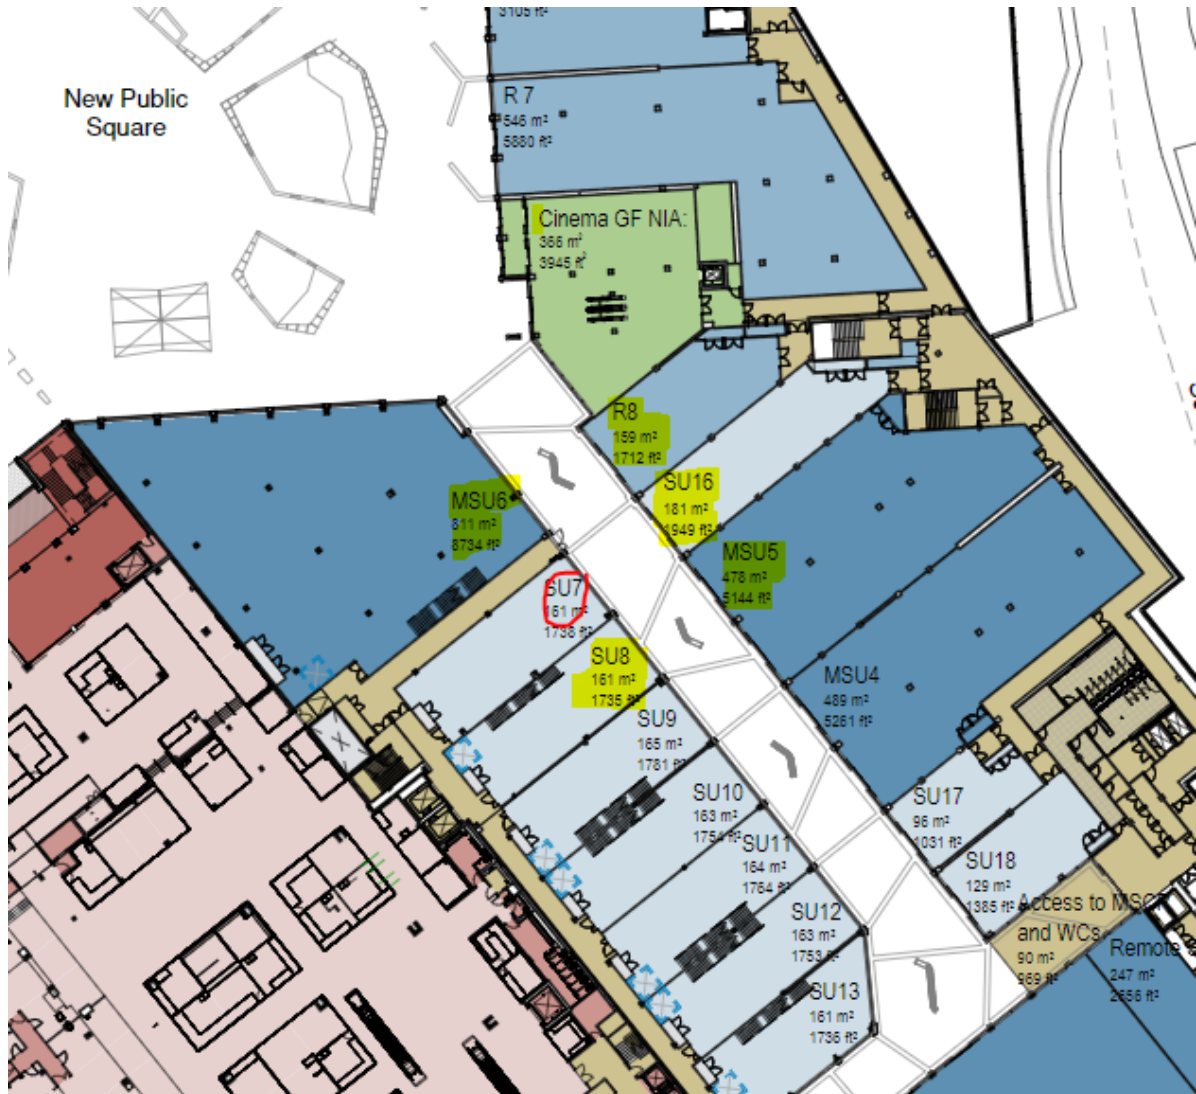 3105 ft²
New Public
Square
R 7
546 m²
5880 ft²
Cinema GF NIA:
366 m²
3945 ft²
R8
159 m²
1712 ft²
SU16
181 m²
1949 ft²
MSU6
811 m²
8734 ft²
MSU5
478 m²
5144 ft²
SU7
161 m²
1738 ft²
SU8
161 m²
1735 ft²
MSU4
489 m²
5261 ft²
SU9
165 m²
1781 ft²
SU10
163 m²
1754 ft²
SU17
96 m²
1031 ft²
SU11
164 m²
1764 ft²
SU18
129 m²
1385 ft²
SU12
163 m²
1753 ft²
Access to MSCP
and WCs
90 m²
969 ft²
Remote
247 m²
2656 ft²
SU13
161 m²
1736 ft²